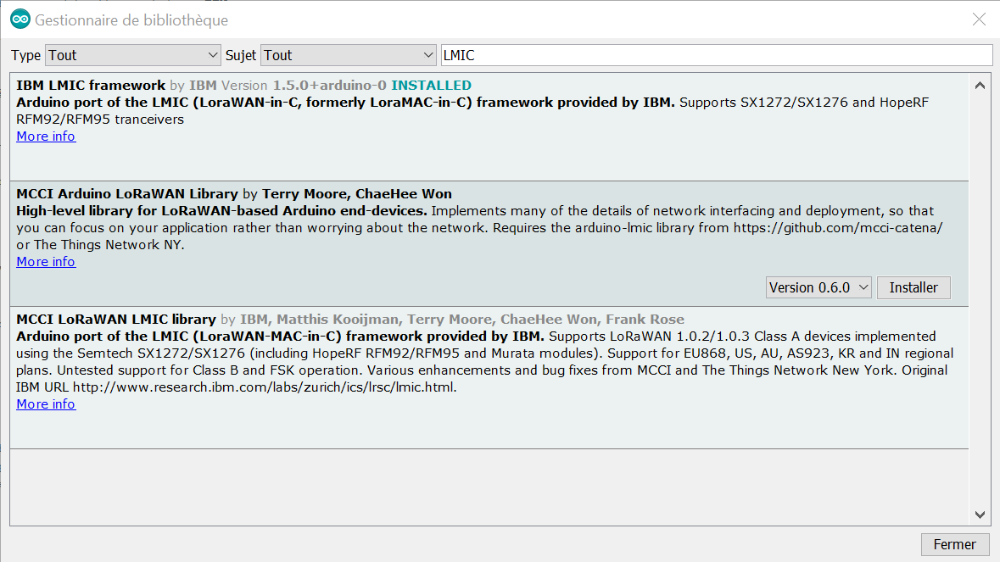 Gestionnaire de bibliothèque
Type Tout Sujet Tout LMIC
IBM LMIC framework by IBM Version 1.5.0+arduino-0 INSTALLED
Arduino port of the LMIC (LoraWAN-in-C, formerly LoraMAC-in-C) framework provided by IBM. Supports SX1272/SX1276 and HopeRF
RFM92/RFM95 tranceivers
More info
MCCI Arduino LoRaWAN Library by Terry Moore, ChaeHee Won
High-level library for LoRaWAN-based Arduino end-devices. Implements many of the details of network interfacing and deployment, so that
you can focus on your application rather than worrying about the network. Requires the arduino-lmic library from https://github.com/mcci-catena/
or The Things Network NY.
More info
Version 0.6.0 Installer
MCCI LoRaWAN LMIC library by IBM, Matthis Kooijman, Terry Moore, ChaeHee Won, Frank Rose
Arduino port of the LMIC (LoraWAN-MAC-in-C) framework provided by IBM. Supports LoRaWAN 1.0.2/1.0.3 Class A devices implemented
using the Semtech SX1272/SX1276 (including HopeRF RFM92/RFM95 and Murata modules). Support for EU868, US, AU, AS923, KR and IN regional
plans. Untested support for Class B and FSK operation. Various enhancements and bug fixes from MCCI and The Things Network New York. Original
IBM URL http://www.research.ibm.com/labs/zurich/ics/lrsc/lmic.html.
More info
Fermer